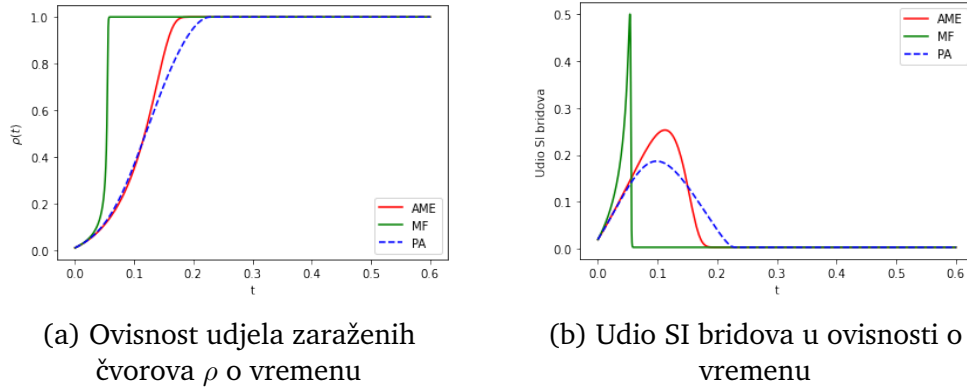 1.0
0.8
0.6
0.4
0.2
0.0
ρ(t)
AME
MF
PA
0.0 0.1 0.2 0.3 0.4 0.5 0.6
t
(a) Ovisnost udjela zaraženih
čvorova ρ o vremenu
0.5
0.4
0.3
0.2
0.1
0.0
Udio SI bridova
AME
MF
PA
0.0 0.1 0.2 0.3 0.4 0.5 0.6
t
(b) Udio SI bridova u ovisnosti o
vremenu